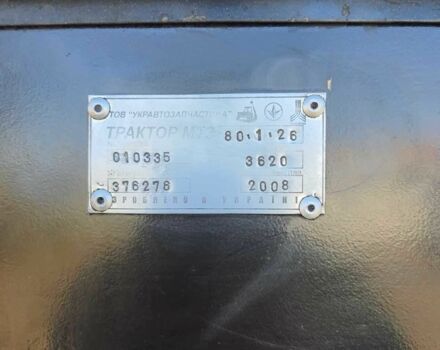 ТОВ "УКРАВТОЗАПЧАСТИНА"
ТРАКТОР МТЗ 80.1.26
010335 3620
376278 2008
ЗРОБЛЕНО В УКРАЇНІ